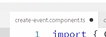 create-event.component.ts ●
1 import {